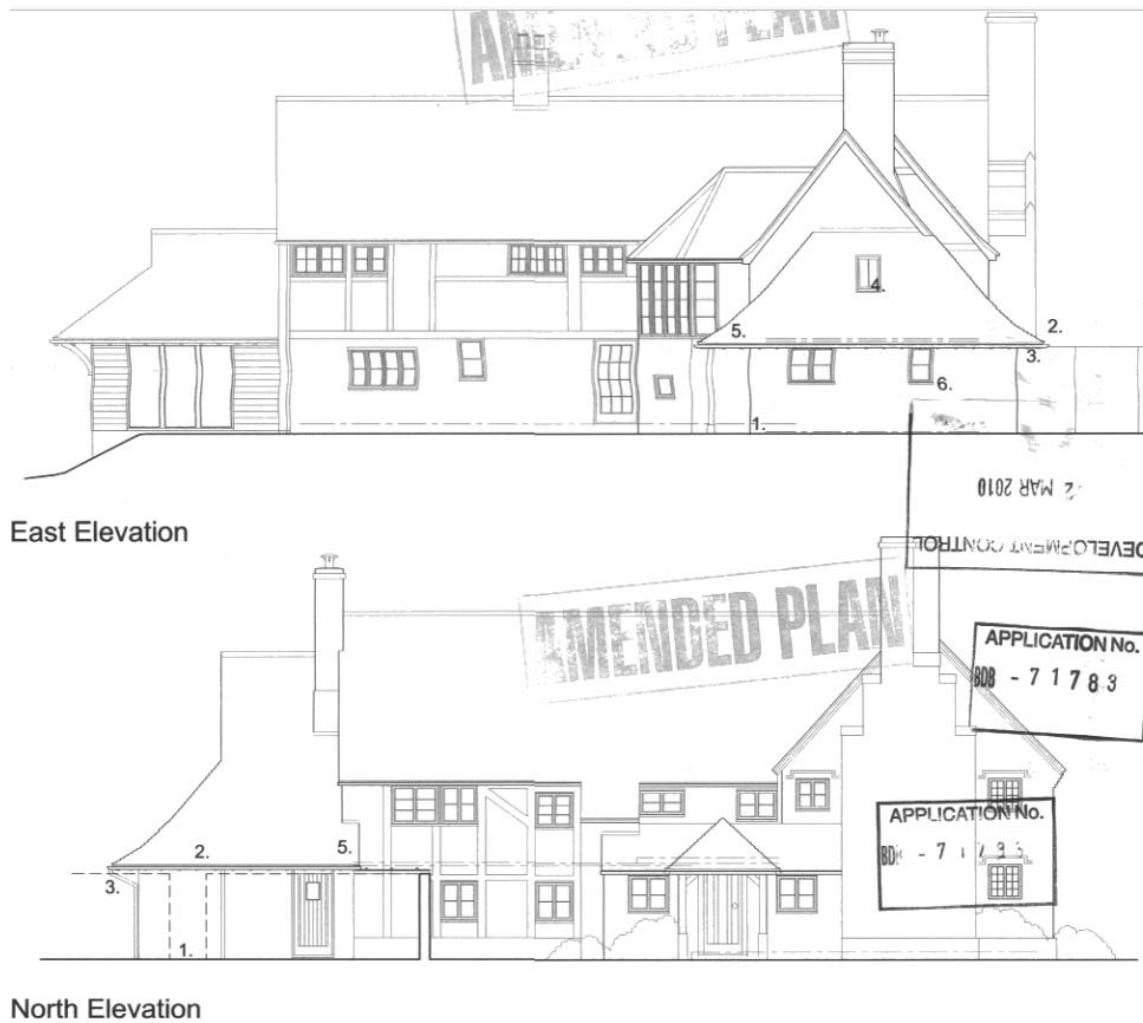 AMENDED PLAN
2.
5.
4.
3.
6.
1.
2 MAR 2010
East Elevation
DEVELOPMENT CONTROL
AMENDED PLAN
APPLICATION No.
BDB - 7 1 7 8 3
APPLICATION No.
2.
5.
3.
1.
North Elevation